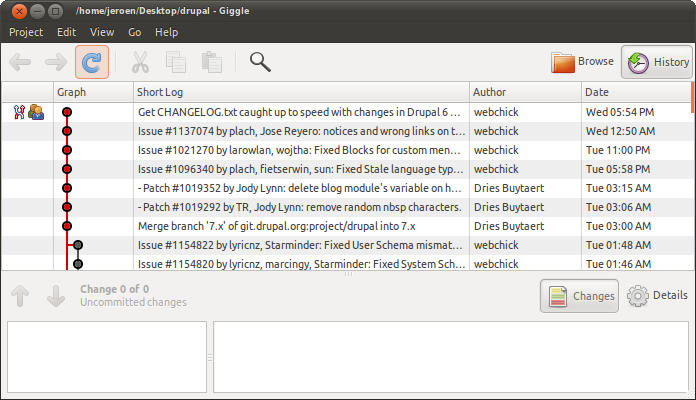 /home/jeroen/Desktop/drupal - Giggle
Project Edit View Go Help
Browse History
Graph Short Log Author Date
Get CHANGELOG.txt caught up to speed with changes in Drupal 6 ... webchick Wed 05:54 PM
Issue #1137074 by plach, Jose Reyero: notices and wrong links on t... webchick Wed 12:50 AM
Issue #1021270 by larowlan, wojtha: Fixed Blocks for custom men... webchick Tue 11:00 PM
Issue #1096340 by plach, fietserwin, sun: Fixed Stale language typ... webchick Tue 05:58 PM
- Patch #1019352 by Jody Lynn: delete blog module's variable on h... Dries Buytaert Tue 03:15 AM
- Patch #1019292 by TR, Jody Lynn: remove random nbsp characters. Dries Buytaert Tue 03:06 AM
Merge branch '7.x' of git.drupal.org:project/drupal into 7.x Dries Buytaert Tue 03:00 AM
Issue #1154822 by lyricnz, Starminder: Fixed User Schema mismat... webchick Tue 01:48 AM
Issue #1154820 by lyricnz, marcingy, Starminder: Fixed System Sch... webchick Tue 01:46 AM
Change 0 of 0
Uncommitted changes
Changes Details